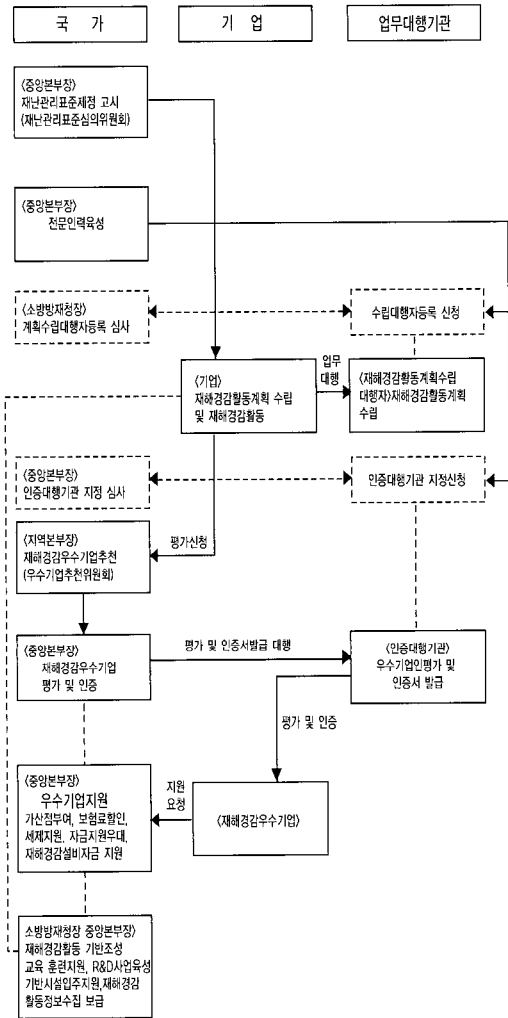 국 가
기 업
업무대행기관
〈중앙본부장〉
재난관리표준제정 고시
(재난관리표준심의위원회)
〈중앙본부장〉
전문인력육성
〈소방방재청장〉
계획수립대행자등록 심사
수립대행자등록 신청
〈기업〉
재해경감활동계획 수립
및 재해경감활동
업무
대행
〈재해경감활동계획수립
대행자〉재해경감활동계획
수립
〈중앙본부장〉
인증대행기관 지정 심사
인증대행기관 지정신청
〈지역본부장〉
재해경감우수기업추천
(우수기업추천위원회)
평가신청
〈중앙본부장〉
재해경감우수기업
평가 및 인증
평가 및 인증서발급 대행
〈인증대행기관〉
우수기업인평가 및
인증서 발급
평가 및 인증
〈중앙본부장〉
우수기업지원
가산점부여, 보험료할인,
세제지원, 자금지원우대,
재해경감설비자금 지원
지원
요청
〈재해경감우수기업〉
소방방재청장 중앙본부장〉
재해경감활동 기반조성
교육 훈련지원, R&D사업육성
기반시설입주지원,재해경감
활동정보수집 보급